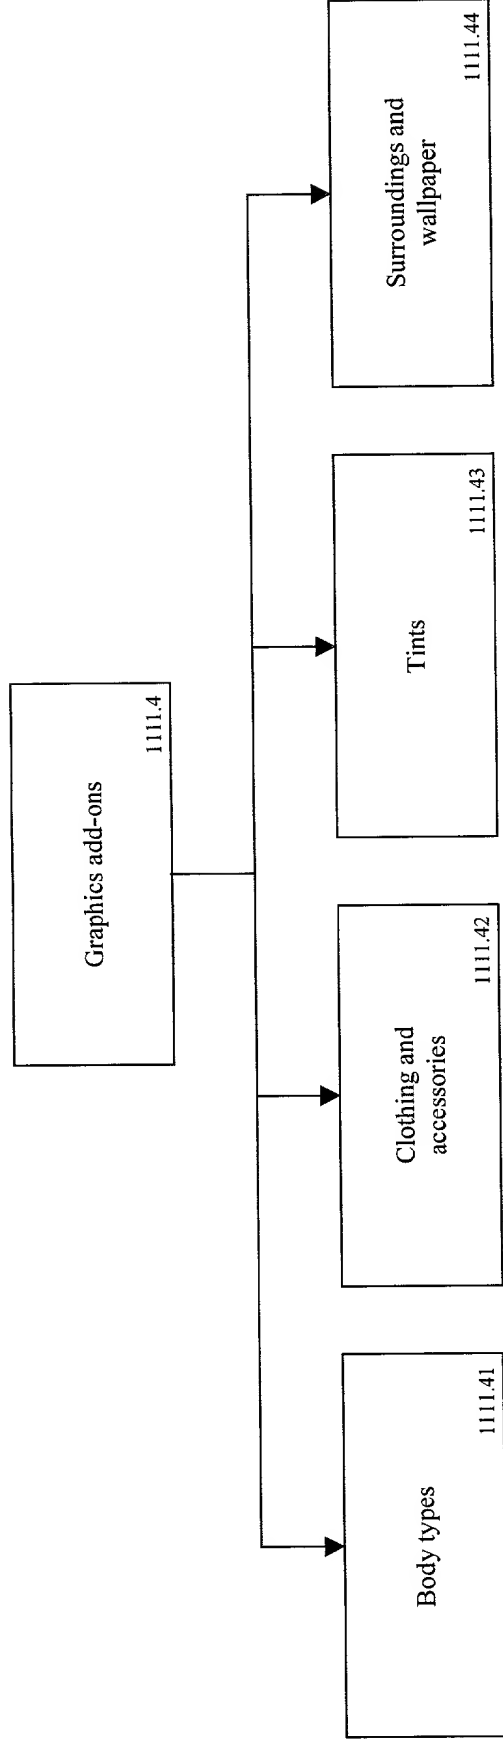 Graphics add-ons
1111.4
Body types
1111.41
Clothing and
accessories
1111.42
Tints
1111.43
Surroundings and
wallpaper
1111.44